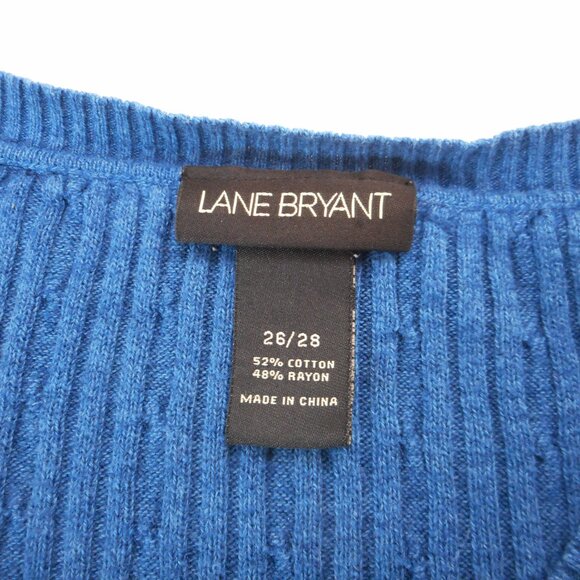 LANE BRYANT
26/28
52% COTTON
48% RAYON
MADE IN CHINA